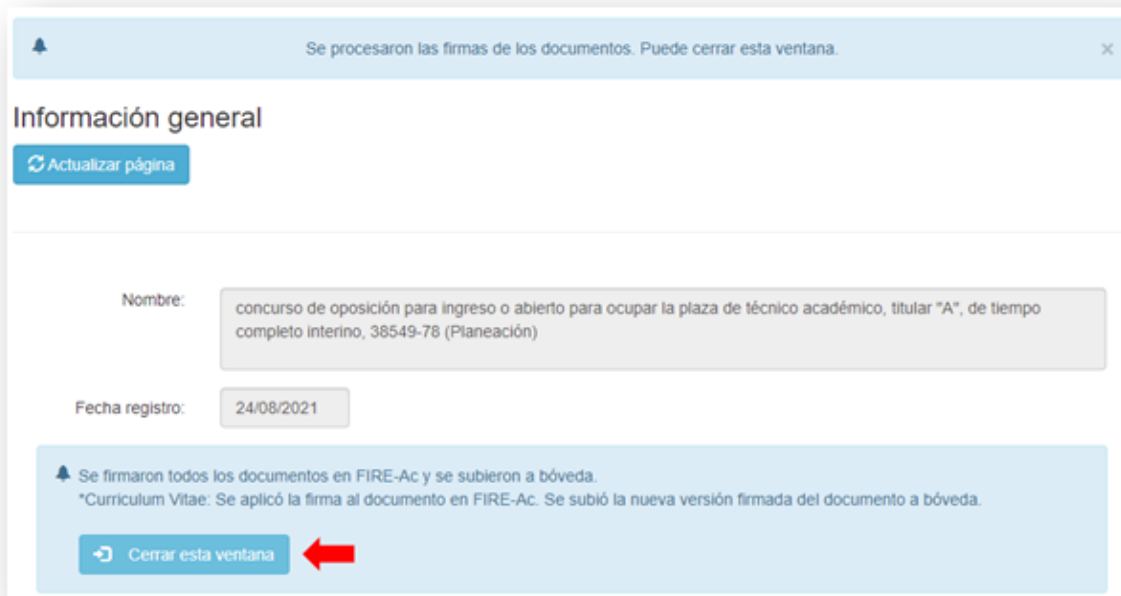 Se procesaron las firmas de los documentos. Puede cerrar esta ventana.
×
Información general
Actualizar página
Nombre:
concurso de oposición para ingreso o abierto para ocupar la plaza de técnico académico, titular "A", de tiempo
completo interino, 38549-78 (Planeación)
Fecha registro:
24/08/2021
Se firmaron todos los documentos en FIRE-Ac y se subieron a bóveda.
*Curriculum Vitae: Se aplicó la firma al documento en FIRE-Ac. Se subió la nueva versión firmada del documento a bóveda.
Cerrar esta ventana